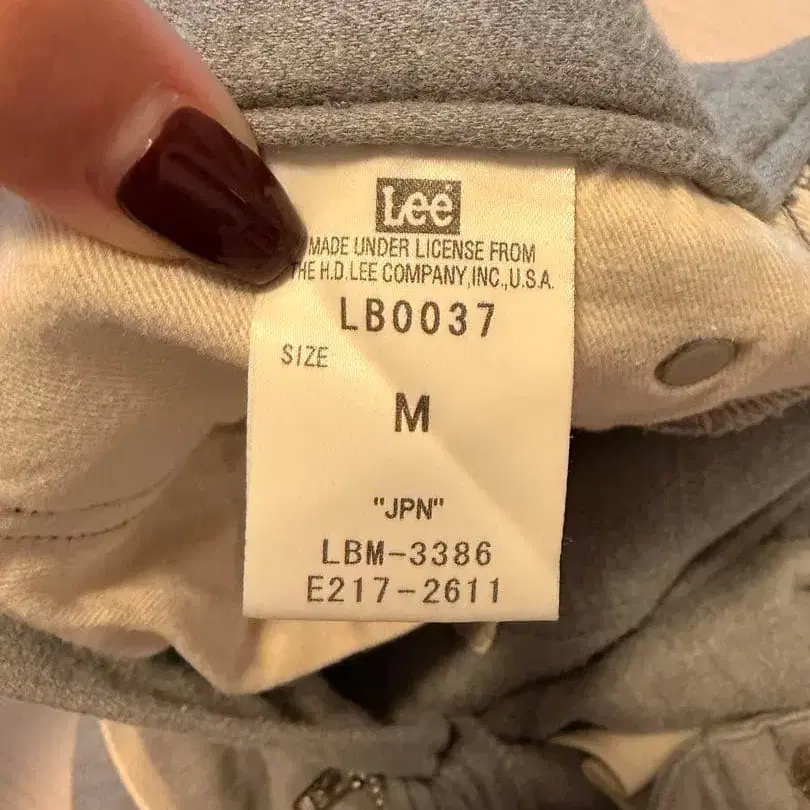 Lee
MADE UNDER LICENSE FROM
THE H.D. LEE COMPANY,INC.,U.S.A.
LB0037
SIZE
M
"JPN"
LBM-3386
E217-2611